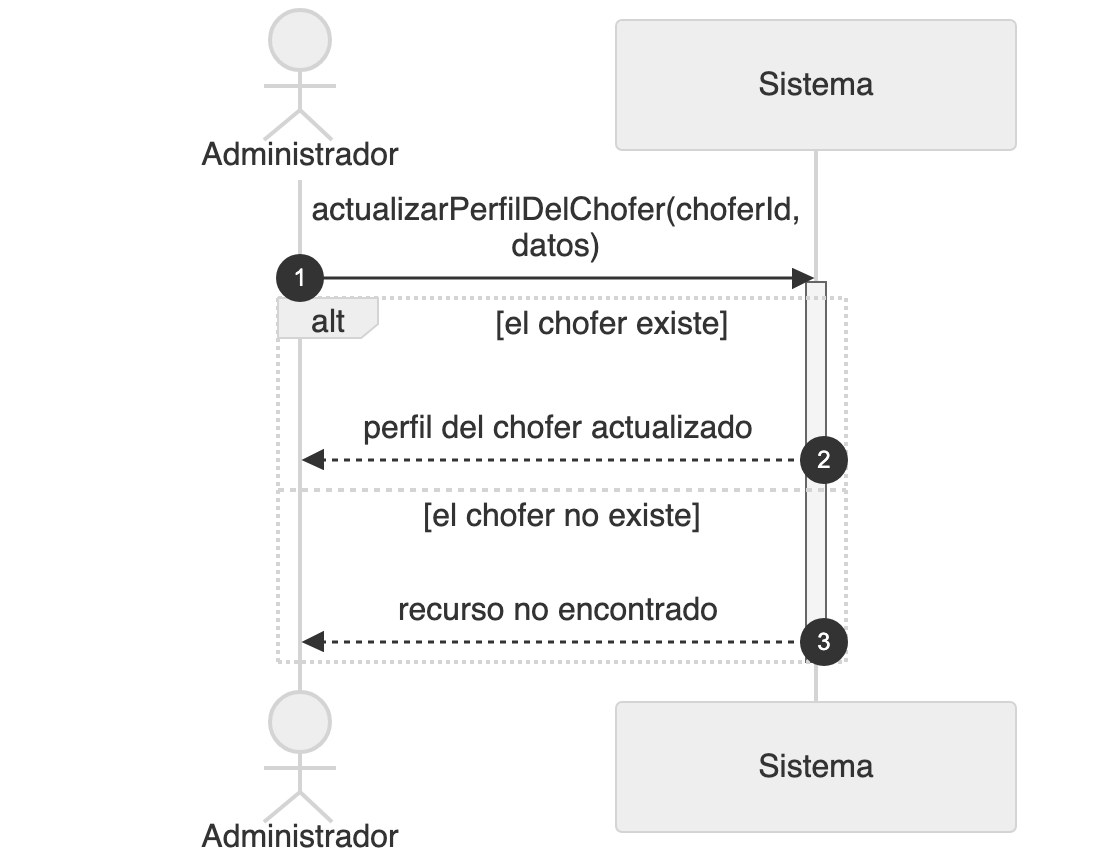 Sistema
Administrador
actualizarPerfilDelChofer(choferId,
datos)
1
alt
[el chofer existe]
perfil del chofer actualizado
2
[el chofer no existe]
recurso no encontrado
3
Sistema
Administrador